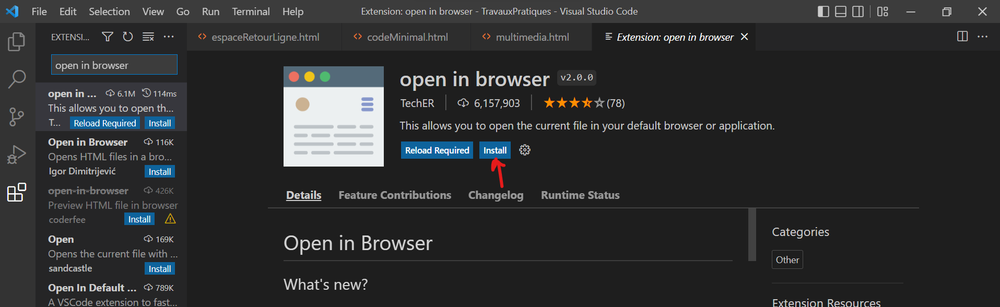 File Edit Selection View Go Run Terminal Help
Extension: open in browser - TravauxPratiques - Visual Studio Code
EXTENSI...
espaceRetourLigne.html
codeMinimal.html
multimedia.html
Extension: open in browser
open in browser
open in ... 6.1M 114ms
This allows you to open th...
T... Reload Required Install
Open in Browser 116K
Opens HTML files in a bro...
Igor Dimitrijević Install
open-in-browser 426K
Preview HTML file in browser
coderfee Install
Open 169K
Opens the current file with ...
sandcastle Install
Open In Default ... 789K
A VSCode extension to fast...
open in browser v2.0.0
TechER 6,157,903 (78)
This allows you to open the current file in your default browser or application.
Reload Required Install
Details Feature Contributions Changelog Runtime Status
Open in Browser
What's new?
Categories
Other
Extension Resources